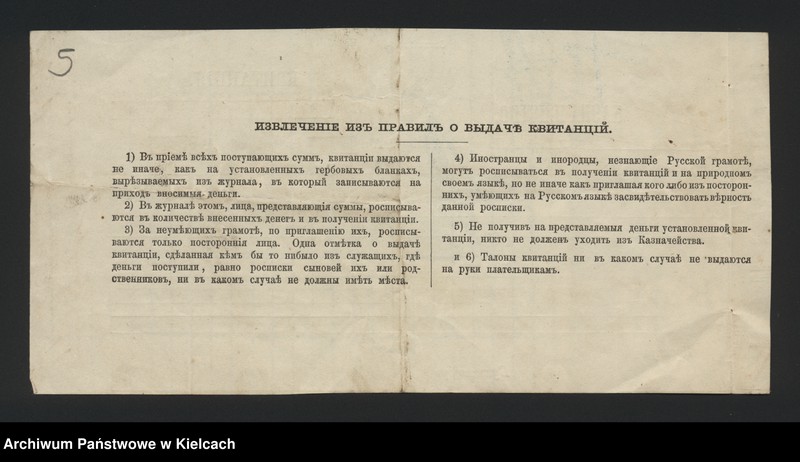 5
ИЗВЛЕЧЕНІЕ ИЗЪ ПРАВИЛЪ О ВЫДАЧѢ КВИТАНЦІЙ.
1) Въ пріемѣ всѣхъ поступающихъ суммъ, квитанціи выдаются
не иначе, какъ на установленныхъ гербовыхъ бланкахъ,
вырѣзываемыхъ изъ журнала, въ который записываются на
приходъ вносимыя деньги.
2) Въ журналѣ этомъ, лица, представляющія суммы, росписыва-
ются въ количествѣ внесенныхъ денегъ и въ полученіи квитанціи.
3) За неумѣющихъ грамотѣ, по приглашенію ихъ, росписы-
ваются только постороннія лица. Одна отмѣтка о выдачѣ
квитанціи, сдѣланная кѣмъ бы то нибыло изъ служащихъ, гдѣ
деньги поступили, равно росписки сыновей ихъ или род-
ственниковъ, ни въ какомъ случаѣ не должны имѣть мѣста.
4) Иностранцы и инородцы, незнающіе Русской грамотѣ,
могутъ росписываться въ полученіи квитанцій и на природномъ
своемъ языкѣ, но не иначе какъ приглашая кого либо изъ посторон-
нихъ, умѣющихъ на Русскомъ языкѣ засвидѣтельствовать вѣрность
данной росписки.
5) Не получивъ на представляемыя деньги установленной кви-
танціи, никто не долженъ уходить изъ Казначейства.
и 6) Талоны квитанцій ни въ какомъ случаѣ не выдаются
на руки плательщикамъ.
Archiwum Państwowe w Kielcach